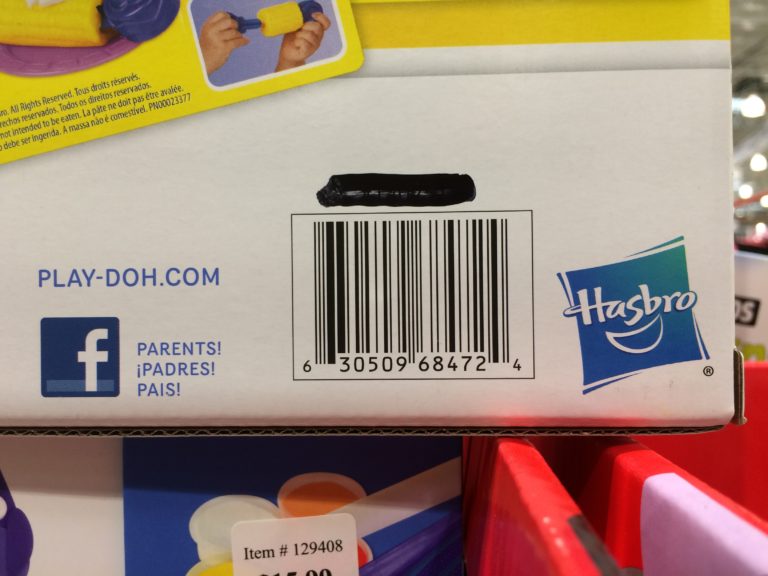 All Rights Reserved. Tous droits réservés.
rechos reservados. Todos os direitos reservados.
not intended to be eaten. La pâte ne doit pas être avalée.
debe ser ingerida. A massa não é comestível. PN00023377
PLAY-DOH.COM
f
PARENTS!
¡PADRES!
PAIS!
6 30509 68472 4
Hasbro
®
Item # 129408